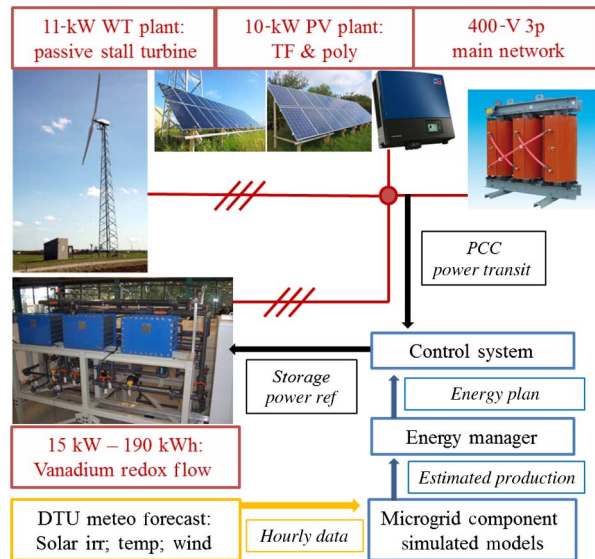 11-kW WT plant:
passive stall turbine
10-kW PV plant:
TF & poly
400-V 3p
main network
PCC
power transit
Control system
Storage
power ref
Energy plan
Energy manager
15 kW – 190 kWh:
Vanadium redox flow
Estimated production
DTU meteo forecast:
Solar irr; temp; wind
Hourly data
Microgrid component
simulated models